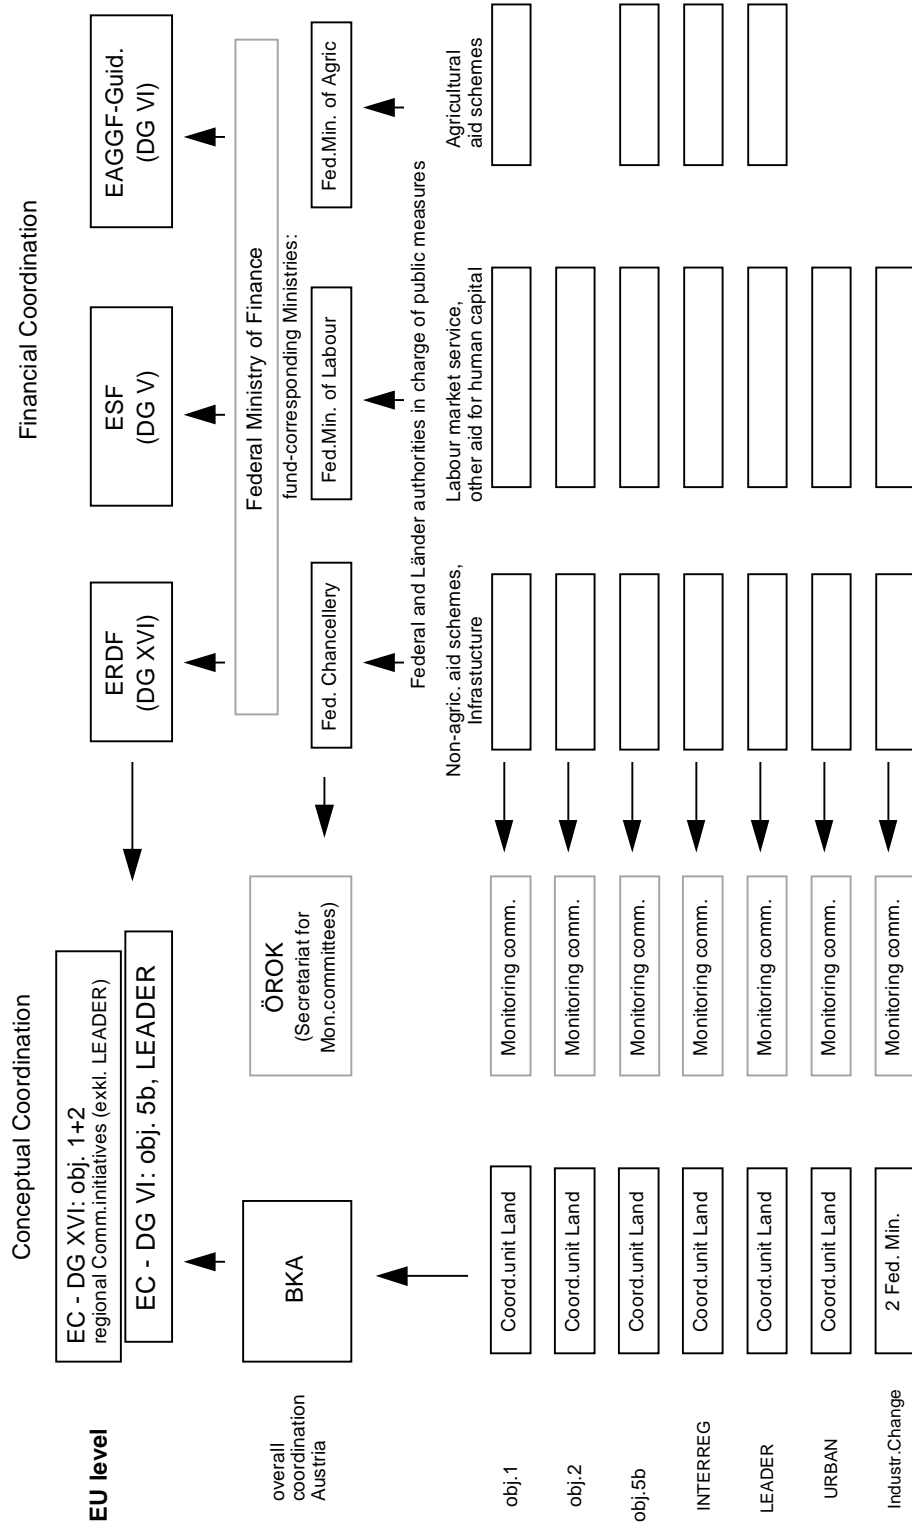 Conceptual Coordination
Financial Coordination
EU level
EC - DG XVI: obj. 1+2
regional Comm.initiatives (exkl. LEADER)
EC - DG VI: obj. 5b, LEADER
ERDF
(DG XVI)
ESF
(DG V)
EAGGF-Guid.
(DG VI)
overall
coordination
Austria
BKA
ÖROK
(Secretariat for
Mon.committees)
Federal Ministry of Finance
fund-corresponding Ministries:
Fed. Chancellery
Fed.Min. of Labour
Fed.Min. of Agric
Federal and Länder authorities in charge of public measures
Non-agric. aid schemes,
Infrastucture
Labour market service,
other aid for human capital
Agricultural
aid schemes
obj.1
Coord.unit Land
Monitoring comm.
obj.2
Coord.unit Land
Monitoring comm.
obj.5b
Coord.unit Land
Monitoring comm.
INTERREG
Coord.unit Land
Monitoring comm.
LEADER
Coord.unit Land
Monitoring comm.
URBAN
Coord.unit Land
Monitoring comm.
Industr.Change
2 Fed. Min.
Monitoring comm.